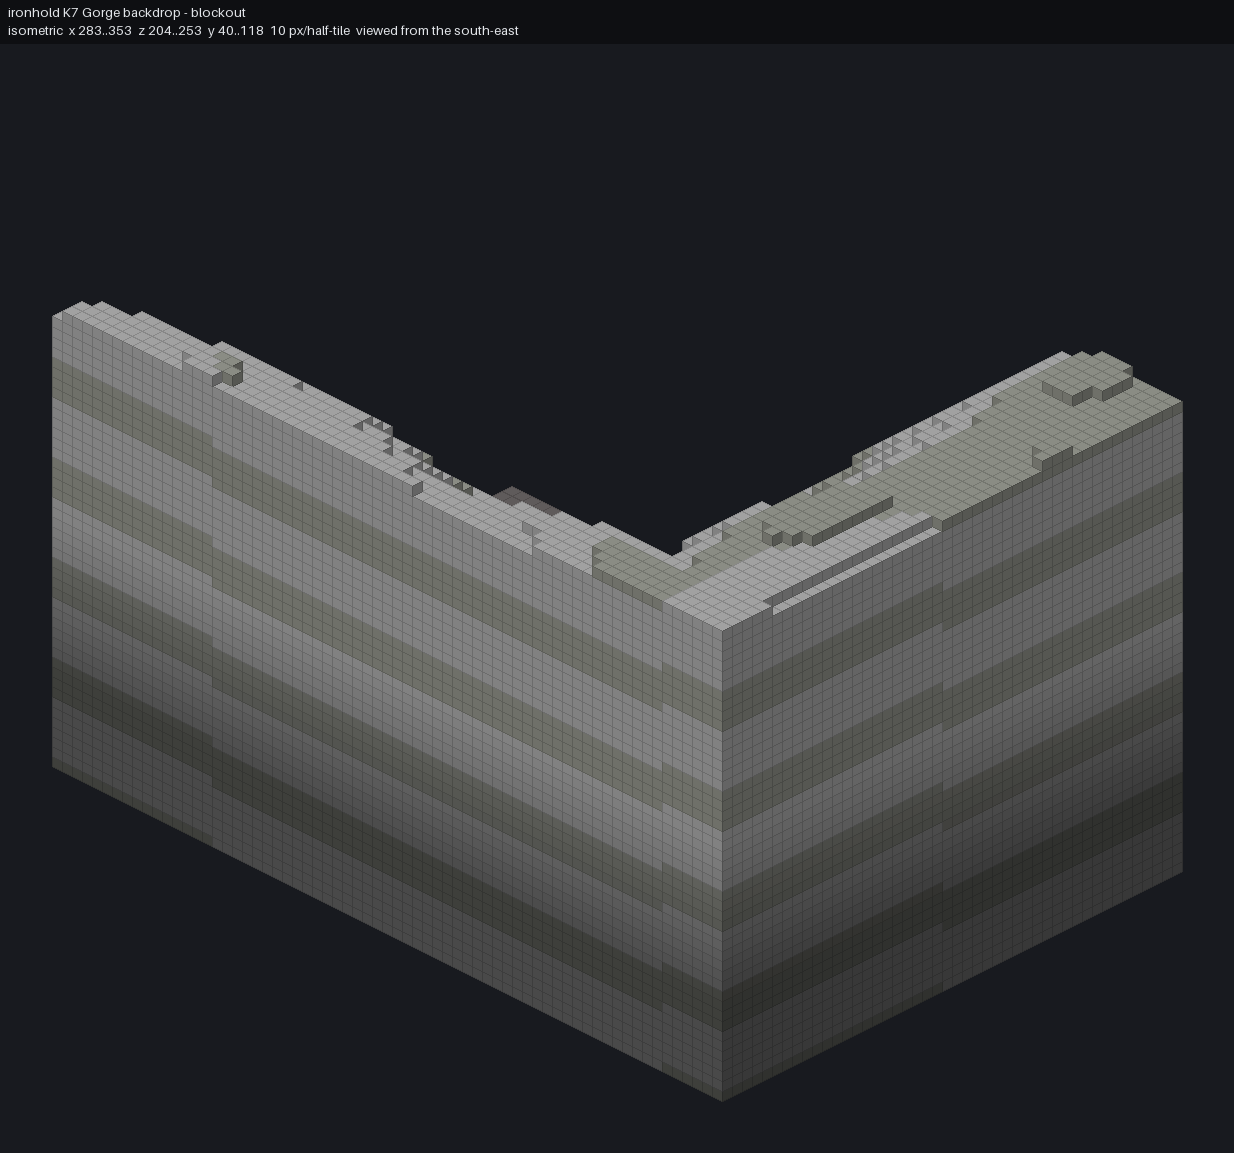 ironhold K7 Gorge backdrop - blockout
isometric  x 283..353  z 204..253  y 40..118  10 px/half-tile  viewed from the south-east